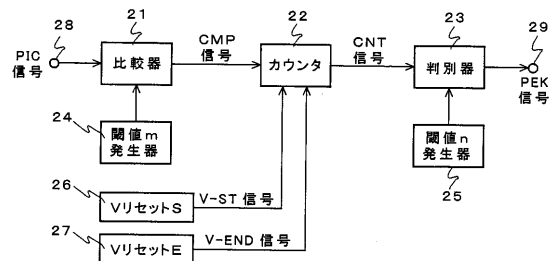 28
PIC
信号
21
比較器
CMP
信号
22
カウンタ
CNT
信号
23
判別器
29
PEK
信号
24
閾値m
発生器
閾値n
発生器
25
26
VリセットS
V-ST 信号
27
VリセットE
V-END 信号